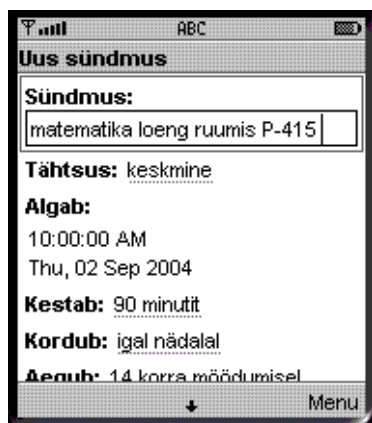 ABC
Uus sündmus
Sündmus:
matematika loeng ruumis P-415
Tähtsus: keskmine
Algab:
10:00:00 AM
Thu, 02 Sep 2004
Kestab: 90 minutit
Kordub: igal nädalal
Aegub: 14 korra möödumisel
Menu